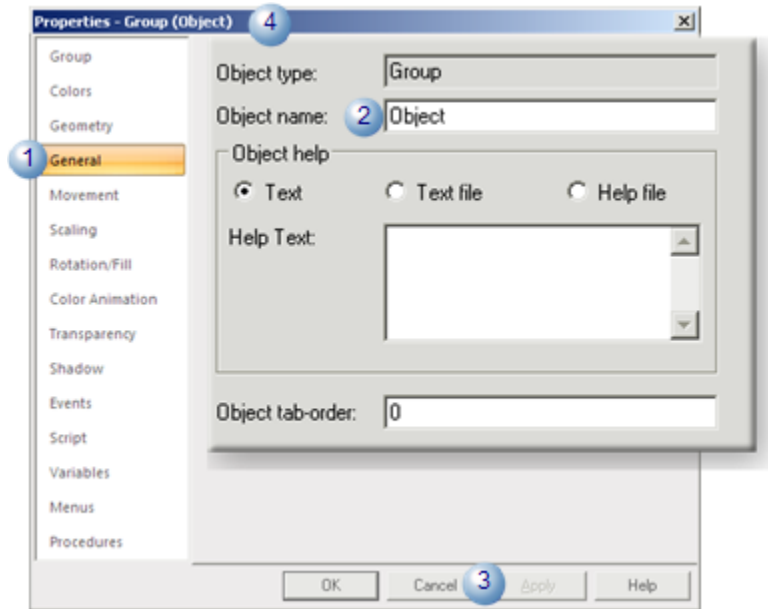 Properties - Group (Object) 4
Group
Colors
Geometry
1 General
Movement
Scaling
Rotation/Fill
Color Animation
Transparency
Shadow
Events
Script
Variables
Menus
Procedures
Object type: Group
Object name: 2 Object
Object help
Text Text file Help file
Help Text:
Object tab-order: 0
OK Cancel 3 Apply Help